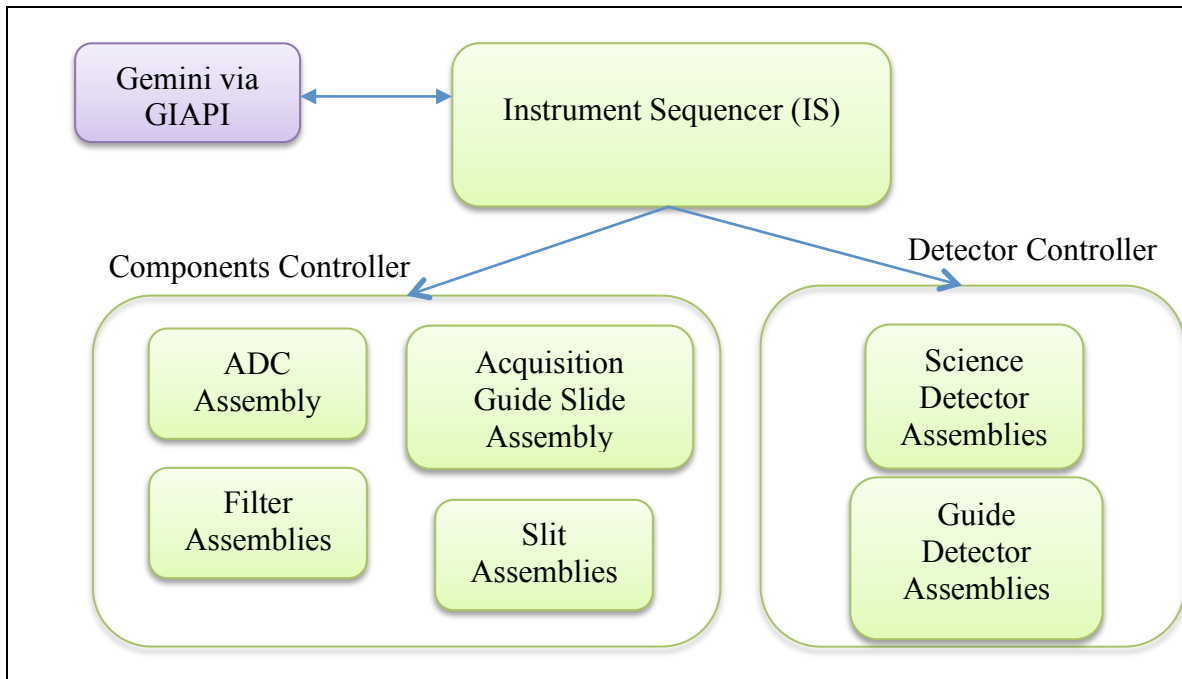 Gemini via
GIAPI
Instrument Sequencer (IS)
Components Controller
Detector Controller
ADC
Assembly
Acquisition
Guide Slide
Assembly
Filter
Assemblies
Slit
Assemblies
Science
Detector
Assemblies
Guide
Detector
Assemblies